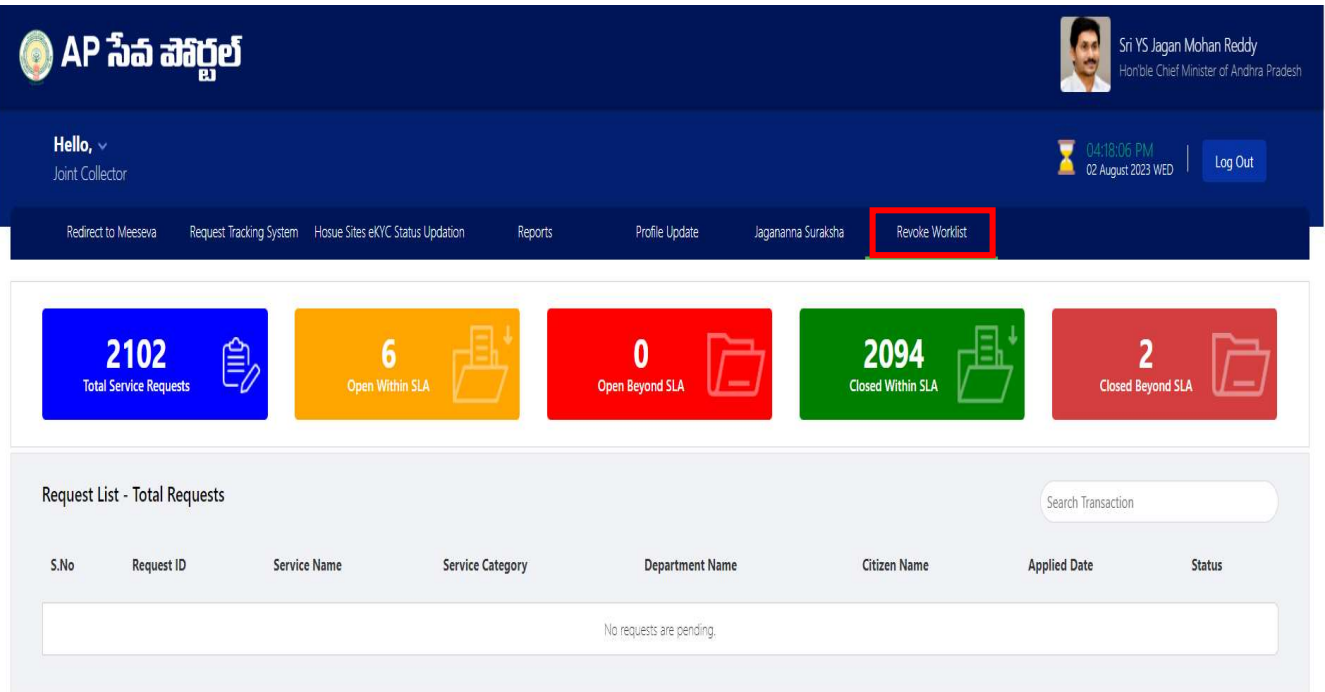 AP సేవ పోర్టల్
Sri YS Jagan Mohan Reddy
Hon'ble Chief Minister of Andhra Pradesh
Hello,
Joint Collector
04:18:06 PM
02 August 2023 WED
Log Out
Redirect to Meeseva Request Tracking System Hosue Sites eKYC Status Updation Reports Profile Update Jagananna Suraksha Revoke Worklist
2102
Total Service Requests
6
Open Within SLA
0
Open Beyond SLA
2094
Closed Within SLA
2
Closed Beyond SLA
Request List - Total Requests
Search Transaction
S.No Request ID Service Name Service Category Department Name Citizen Name Applied Date Status
No requests are pending.